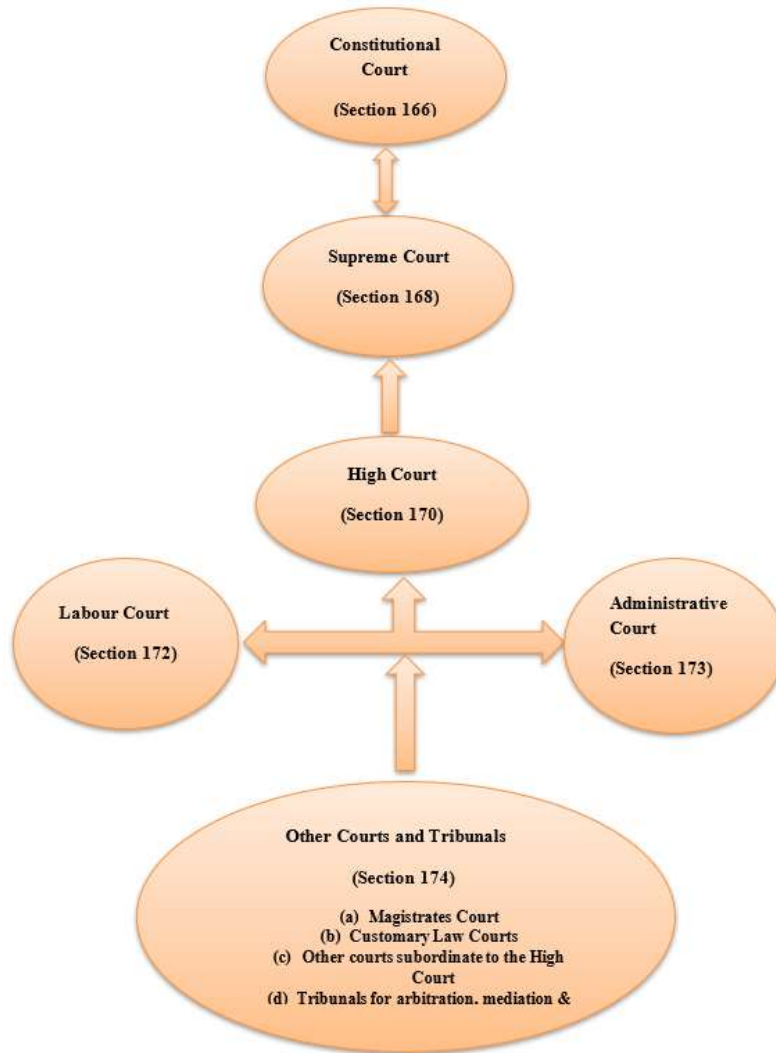 Constitutional
Court
(Section 166)
Supreme Court
(Section 168)
High Court
(Section 170)
Labour Court
(Section 172)
Administrative
Court
(Section 173)
Other Courts and Tribunals
(Section 174)
(a) Magistrates Court
(b) Customary Law Courts
(c) Other courts subordinate to the High
Court
(d) Tribunals for arbitration, mediation &